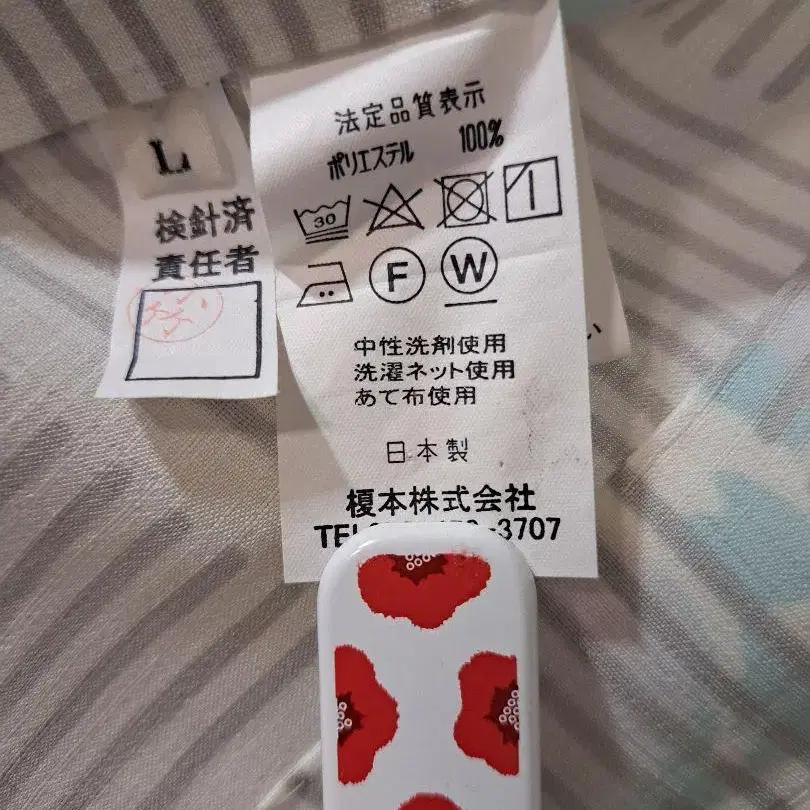 L
検針済
責任者
法定品質表示
ポリエステル 100%
30
F W
中性洗剤使用
洗濯ネット使用
あて布使用
い
日本製
榎本株式会社
TEL -3707